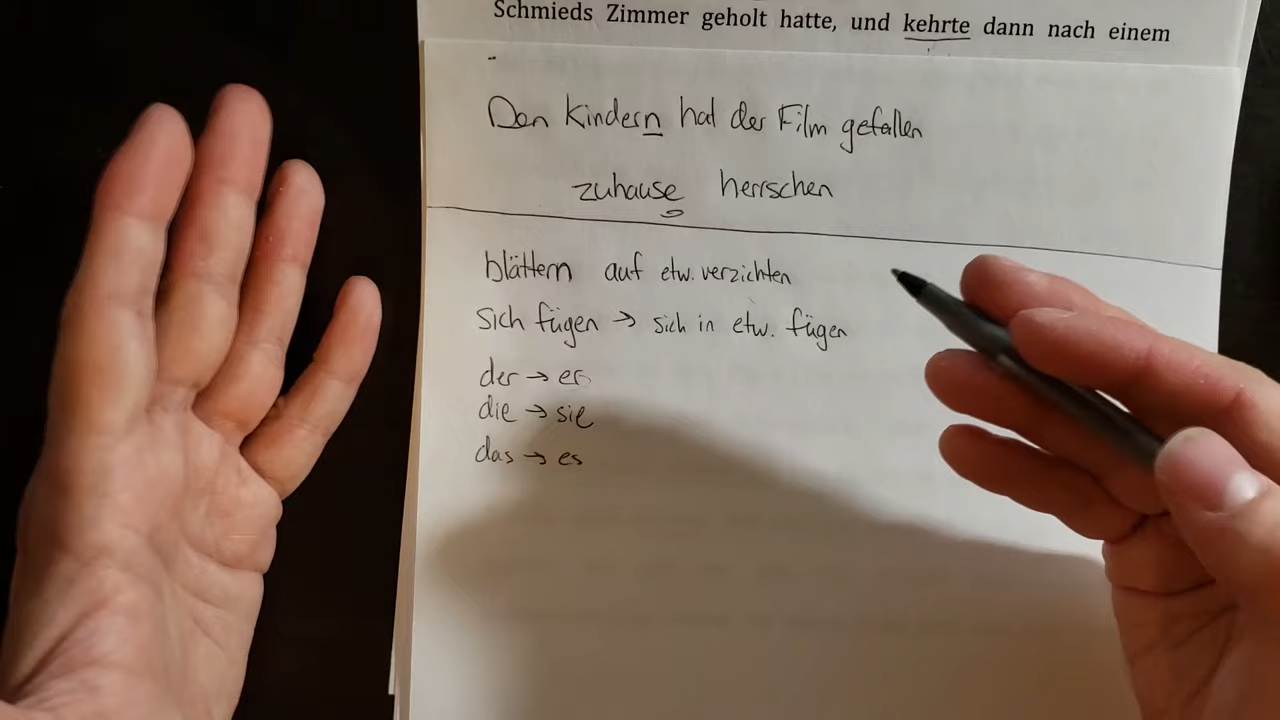 Schmieds Zimmer geholt hatte, und kehrte dann nach einem
Den Kindern hat der Film gefallen
zuhause herrschen
blättern auf etw. verzichten
sich fügen → sich in etw. fügen
der → er
die → sie
das → es